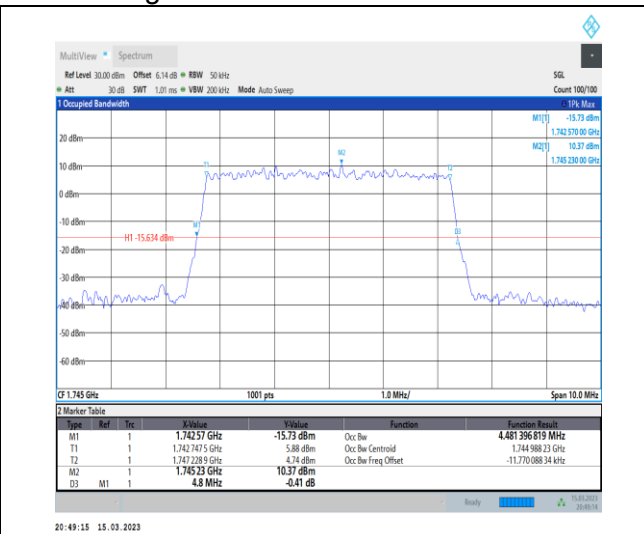 MultiView Spectrum
Ref Level 30.00 dBm Offset 6.14 dB RBW 50 kHz SGL
Att 30 dB SWT 1.01 ms VBW 200 kHz Mode Auto Sweep Count 100/100
1 Occupied Bandwidth 1Pk Max
M1[1] -15.73 dBm
1.742 570 00 GHz
20 dBm
M2[1] 10.37 dBm
1.745 230 00 GHz
M2
10 dBm
T1
T2
0 dBm
-10 dBm
M1
D3
H1 -15.634 dBm
-20 dBm
-30 dBm
-40 dBm
-50 dBm
-60 dBm
CF 1.745 GHz 1001 pts 1.0 MHz/ Span 10.0 MHz
2 Marker Table
Type Ref Trc X-Value Y-Value Function Function Result
M1 1 1.742 57 GHz -15.73 dBm Occ Bw 4.481 396 819 MHz
T1 1 1.742 747 5 GHz 5.88 dBm Occ Bw Centroid 1.744 988 23 GHz
T2 1 1.747 228 9 GHz 4.74 dBm Occ Bw Freq Offset -11.770 088 34 kHz
M2 1 1.745 23 GHz 10.37 dBm
D3 M1 1 4.8 MHz -0.41 dB
Ready 15.03.2023
20:49:14
20:49:15 15.03.2023